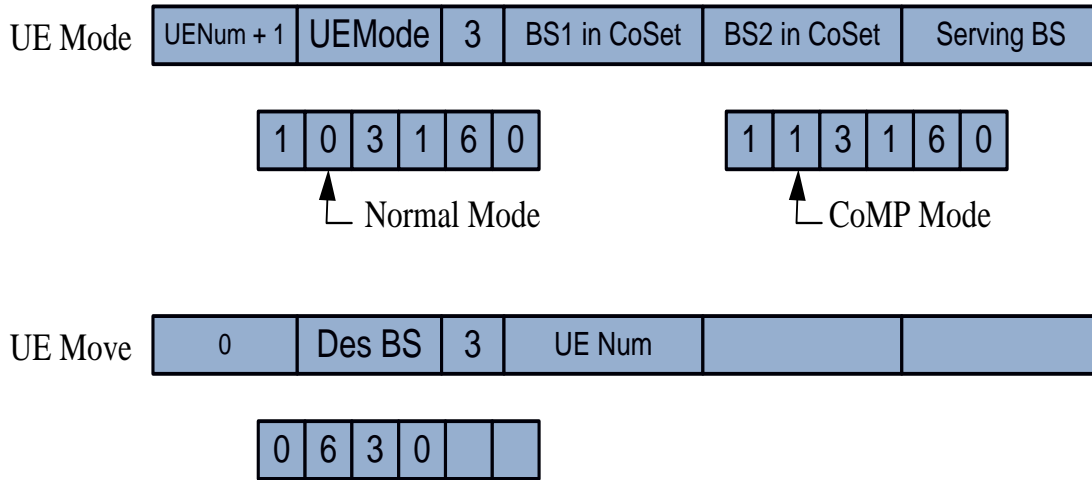 UE Mode UENum + 1 UEMode 3 BS1 in CoSet BS2 in CoSet Serving BS
1 0 3 1 6 0 1 1 3 1 6 0
Normal Mode CoMP Mode
UE Move 0 Des BS 3 UE Num
0 6 3 0